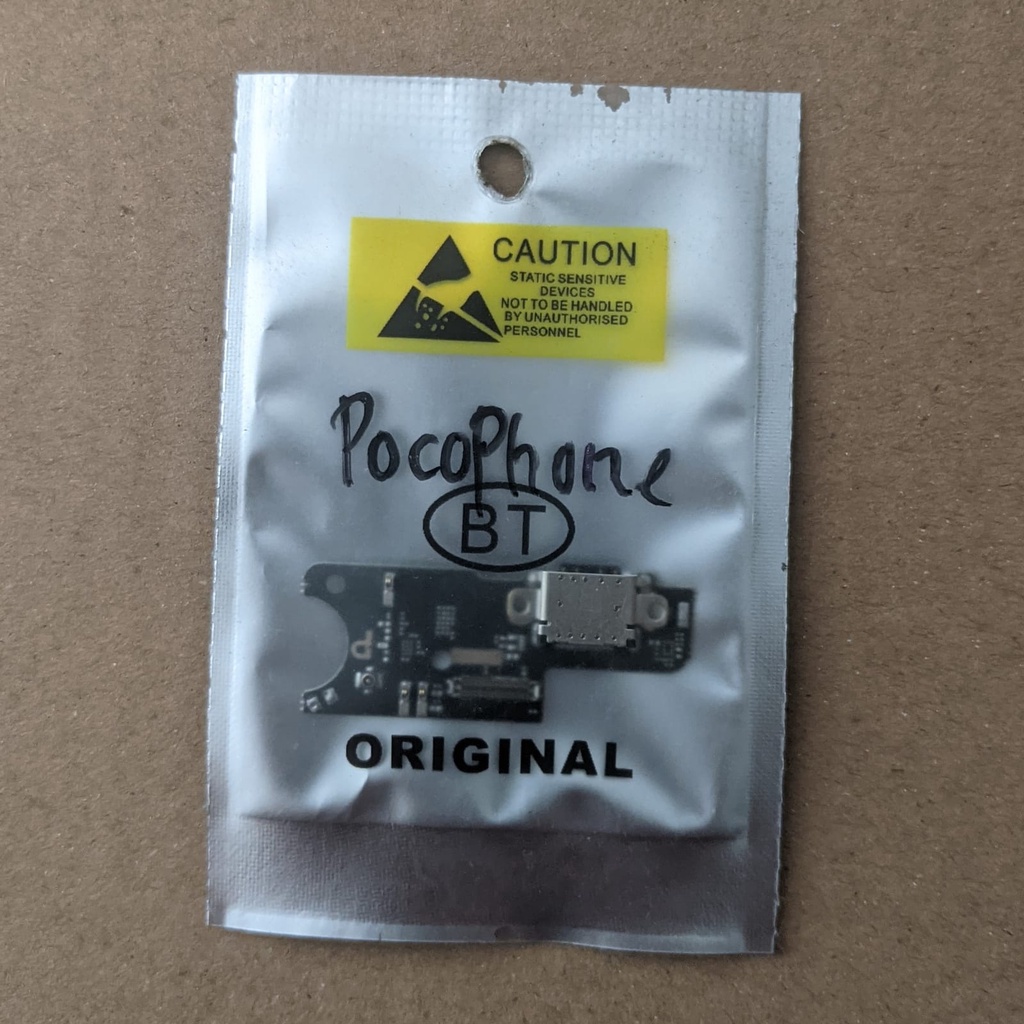 CAUTION
STATIC SENSITIVE
DEVICES
NOT TO BE HANDLED
BY UNAUTHORISED
PERSONNEL
PocoPhone
BT
ORIGINAL